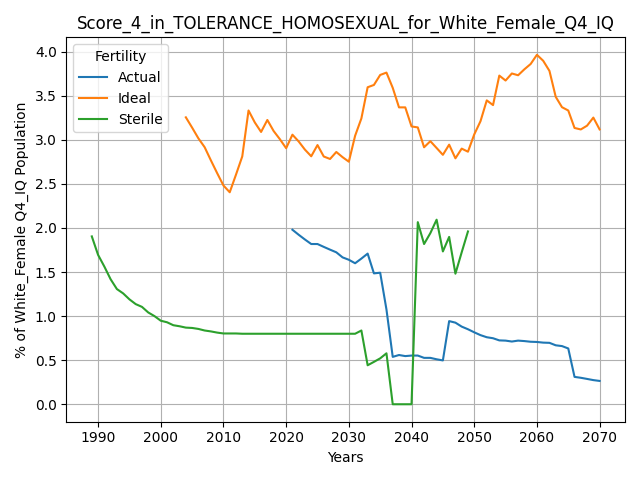 Score_4_in_TOLERANCE_HOMOSEXUAL_for_White_Female_Q4_IQ
Fertility
Actual
Ideal
Sterile
% of White_Female Q4_IQ Population
4.0
3.5
3.0
2.5
2.0
1.5
1.0
0.5
0.0
1990 2000 2010 2020 2030 2040 2050 2060 2070
Years